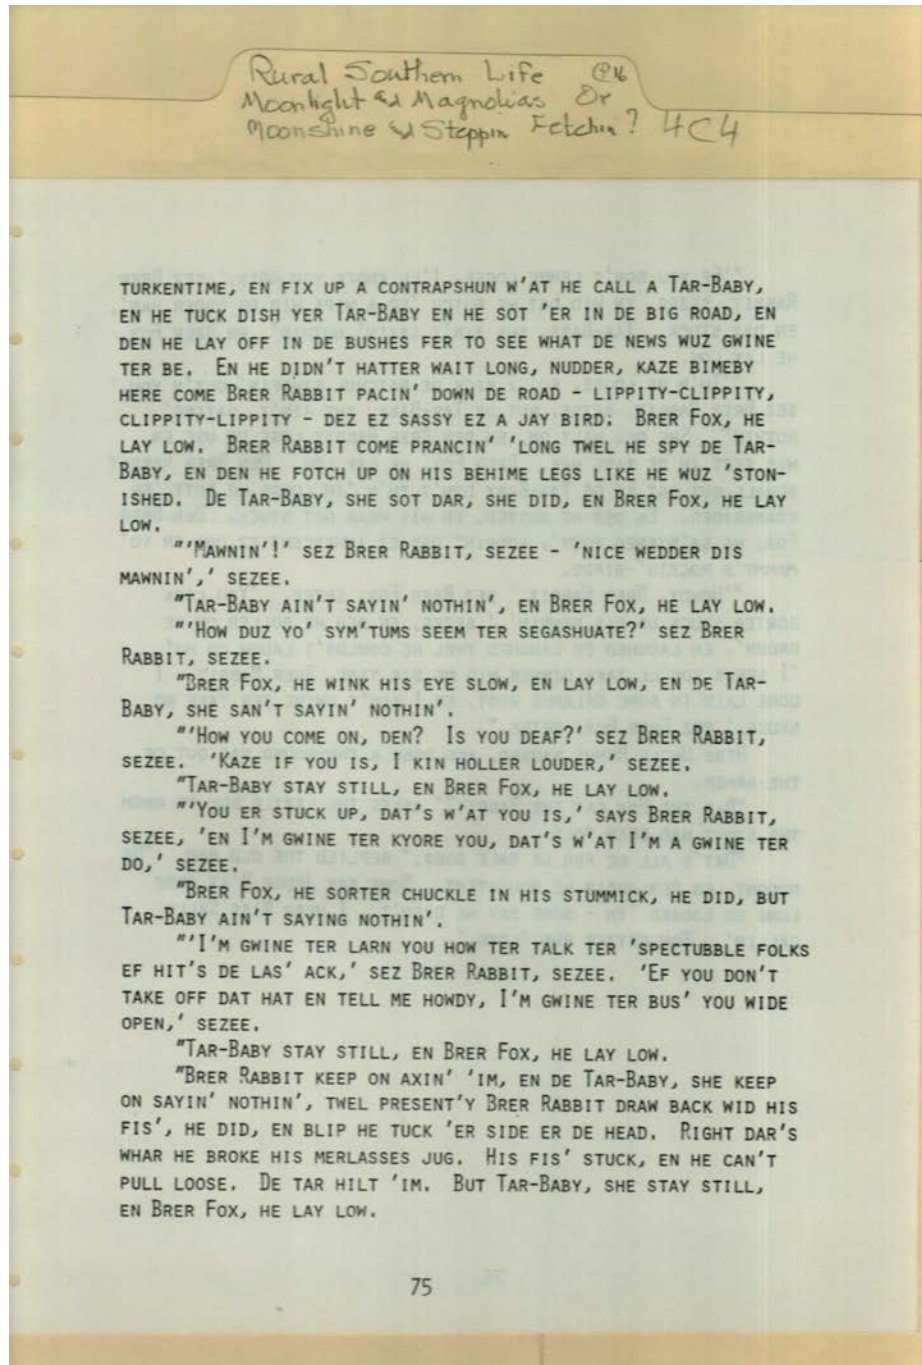 Rural Southern Life @16
Moonlight & Magnolias Or
Moonshine & Steppin Fetchin? 4C4
TURKENTIME, EN FIX UP A CONTRAPSHUN W'AT HE CALL A TAR-BABY,
EN HE TUCK DISH YER TAR-BABY EN HE SOT 'ER IN DE BIG ROAD, EN
DEN HE LAY OFF IN DE BUSHES FER TO SEE WHAT DE NEWS WUZ GWINE
TER BE. EN HE DIDN'T HATTER WAIT LONG, NUDDER, KAZE BIMEBY
HERE COME BRER RABBIT PACIN' DOWN DE ROAD - LIPPITY-CLIPPITY,
CLIPPITY-LIPPITY - DEZ EZ SASSY EZ A JAY BIRD. BRER FOX, HE
LAY LOW. BRER RABBIT COME PRANCIN' 'LONG TWEL HE SPY DE TAR-
BABY, EN DEN HE FOTCH UP ON HIS BEHIME LEGS LIKE HE WUZ 'STON-
ISHED. DE TAR-BABY, SHE SOT DAR, SHE DID, EN BRER FOX, HE LAY
LOW.
"'MAWNIN'!' SEZ BRER RABBIT, SEZEE - 'NICE WEDDER DIS
MAWNIN',' SEZEE.
"TAR-BABY AIN'T SAYIN' NOTHIN', EN BRER FOX, HE LAY LOW.
"'HOW DUZ YO' SYM'TUMS SEEM TER SEGASHUATE?' SEZ BRER
RABBIT, SEZEE.
"BRER FOX, HE WINK HIS EYE SLOW, EN LAY LOW, EN DE TAR-
BABY, SHE SAN'T SAYIN' NOTHIN'.
"'HOW YOU COME ON, DEN? IS YOU DEAF?' SEZ BRER RABBIT,
SEZEE. 'KAZE IF YOU IS, I KIN HOLLER LOUDER,' SEZEE.
"TAR-BABY STAY STILL, EN BRER FOX, HE LAY LOW.
"'YOU ER STUCK UP, DAT'S W'AT YOU IS,' SAYS BRER RABBIT,
SEZEE, 'EN I'M GWINE TER KYORE YOU, DAT'S W'AT I'M A GWINE TER
DO,' SEZEE.
"BRER FOX, HE SORTER CHUCKLE IN HIS STUMMICK, HE DID, BUT
TAR-BABY AIN'T SAYING NOTHIN'.
"'I'M GWINE TER LARN YOU HOW TER TALK TER 'SPECTUBBLE FOLKS
EF HIT'S DE LAS' ACK,' SEZ BRER RABBIT, SEZEE. 'EF YOU DON'T
TAKE OFF DAT HAT EN TELL ME HOWDY, I'M GWINE TER BUS' YOU WIDE
OPEN,' SEZEE.
"TAR-BABY STAY STILL, EN BRER FOX, HE LAY LOW.
"BRER RABBIT KEEP ON AXIN' 'IM, EN DE TAR-BABY, SHE KEEP
ON SAYIN' NOTHIN', TWEL PRESENT'Y BRER RABBIT DRAW BACK WID HIS
FIS', HE DID, EN BLIP HE TUCK 'ER SIDE ER DE HEAD. RIGHT DAR'S
WHAR HE BROKE HIS MERLASSES JUG. HIS FIS' STUCK, EN HE CAN'T
PULL LOOSE. DE TAR HILT 'IM. BUT TAR-BABY, SHE STAY STILL,
EN BRER FOX, HE LAY LOW.
75